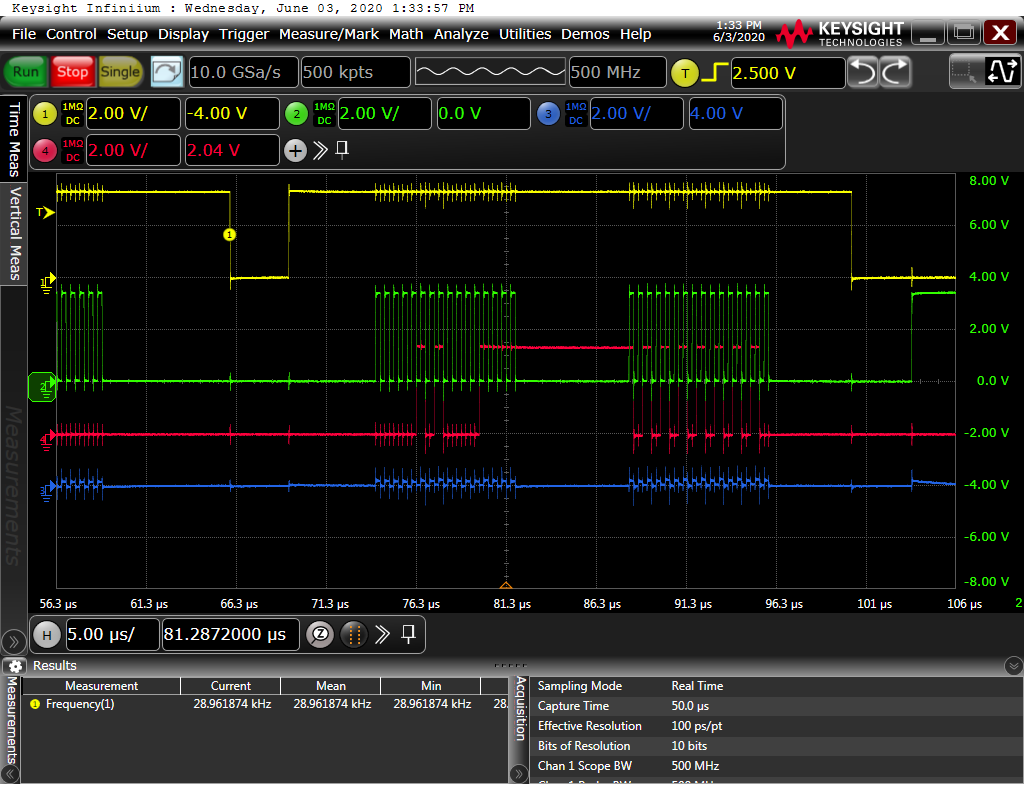 Keysight Infiniium : Wednesday, June 03, 2020 1:33:57 PM
File Control Setup Display Trigger Measure/Mark Math Analyze Utilities Demos Help
1:33 PM
6/3/2020
KEYSIGHT
TECHNOLOGIES
X
Run Stop Single 10.0 GSa/s 500 kpts 500 MHz T 2.500 V
1 1MΩ DC 2.00 V/ -4.00 V 2 1MΩ DC 2.00 V/ 0.0 V 3 1MΩ DC 2.00 V/ 4.00 V
4 1MΩ DC 2.00 V/ 2.04 V
Time Meas
Vertical Meas
Measurements
T
1
1
2
4
3
8.00 V
6.00 V
4.00 V
2.00 V
0.0 V
-2.00 V
-4.00 V
-6.00 V
-8.00 V
56.3 µs 61.3 µs 66.3 µs 71.3 µs 76.3 µs 81.3 µs 86.3 µs 91.3 µs 96.3 µs 101 µs 106 µs 2
H 5.00 µs/ 81.2872000 µs
Results
Measurements
Measurement Current Mean Min
1 Frequency(1) 28.961874 kHz 28.961874 kHz 28.961874 kHz 28.
Acquisition
Sampling Mode Real Time
Capture Time 50.0 µs
Effective Resolution 100 ps/pt
Bits of Resolution 10 bits
Chan 1 Scope BW 500 MHz